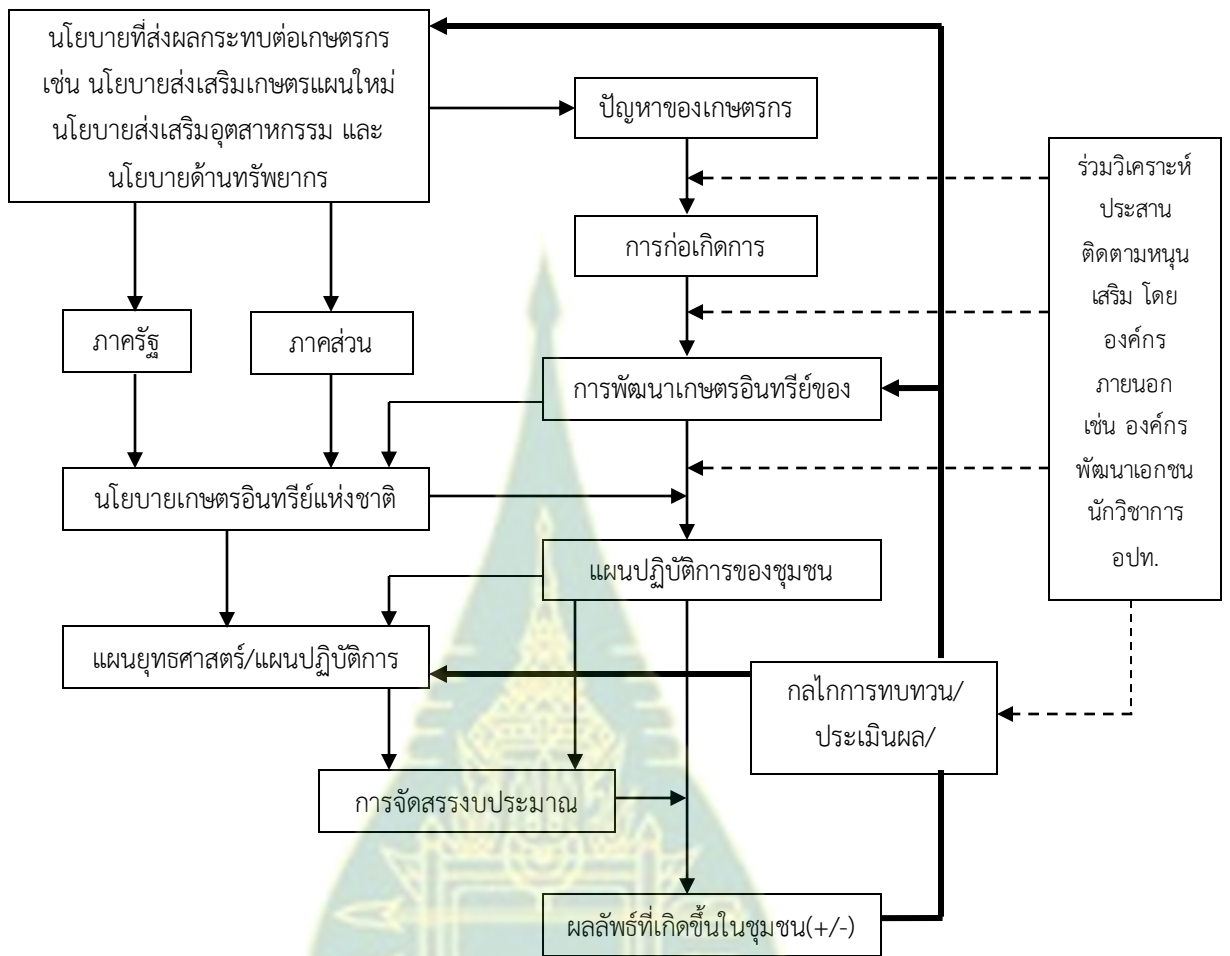 นโยบายที่ส่งผลกระทบต่อเกษตรกร
เช่น นโยบายส่งเสริมเกษตรแผนใหม่
นโยบายส่งเสริมอุตสาหกรรม และ
นโยบายด้านทรัพยากร
ปัญหาของเกษตรกร
ร่วมวิเคราะห์
ประสาน
ติดตามหนุน
เสริม โดย
องค์กร
ภายนอก
เช่น องค์กร
พัฒนาเอกชน
นักวิชาการ
อปท.
การก่อเกิดการ
ภาครัฐ
ภาคส่วน
การพัฒนาเกษตรอินทรีย์ของ
นโยบายเกษตรอินทรีย์แห่งชาติ
แผนปฏิบัติการของชุมชน
แผนยุทธศาสตร์/แผนปฏิบัติการ
กลไกการทบทวน/
ประเมินผล/
การจัดสรรงบประมาณ
ผลลัพธ์ที่เกิดขึ้นในชุมชน(+/-)